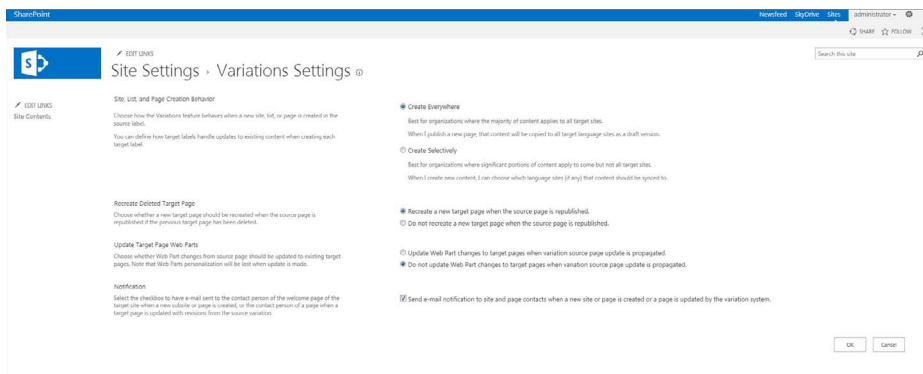 SharePoint
Newsfeed SkyDrive Sites administrator
SHARE FOLLOW
EDIT LINKS
Search this site
Site Settings Variations Settings
EDIT LINKS
Site Contents
Site, List, and Page Creation Behavior
Choose how the Variations feature behaves when a new site, list, or page is created in the
source label.
You can define how target labels handle updates to existing content when creating each
target label.
Create Everywhere
Best for organizations where the majority of content applies to all target sites.
When I publish a new page, that content will be copied to all target language sites as a draft version.
Create Selectively
Best for organizations where significant portions of content apply to some but not all target sites.
When I create new content, I can choose which language sites (if any) that content should be synced to.
Recreate Deleted Target Page
Choose whether a new target page should be recreated when the source page is
republished if the previous target page has been deleted.
Recreate a new target page when the source page is republished.
Do not recreate a new target page when the source page is republished.
Update Target Page Web Parts
Choose whether Web Part changes from source page should be updated to existing target
pages. Note that Web Parts personalization will be lost when update is made.
Update Web Part changes to target pages when variation source page update is propagated.
Do not update Web Part changes to target pages when variation source page update is propagated.
Notification
Select the checkbox to have e-mail sent to the contact person of the welcome page of the
target site when a new subsite or page is created, or the contact person of a page when a
target page is updated with revisions from the source variation.
Send e-mail notification to site and page contacts when a new site or page is created or a page is updated by the variation system.
OK Cancel